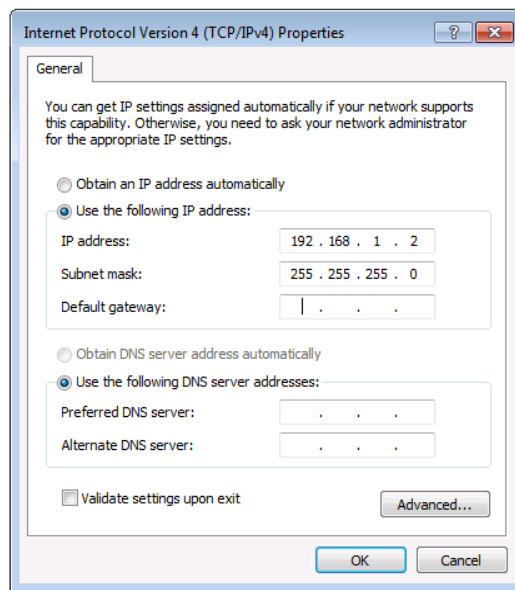 Internet Protocol Version 4 (TCP/IPv4) Properties
General
You can get IP settings assigned automatically if your network supports
this capability. Otherwise, you need to ask your network administrator
for the appropriate IP settings.
Obtain an IP address automatically
Use the following IP address:
IP address: 192 . 168 . 1 . 2
Subnet mask: 255 . 255 . 255 . 0
Default gateway: . . .
Obtain DNS server address automatically
Use the following DNS server addresses:
Preferred DNS server: . . .
Alternate DNS server: . . .
Validate settings upon exit
Advanced...
OK Cancel